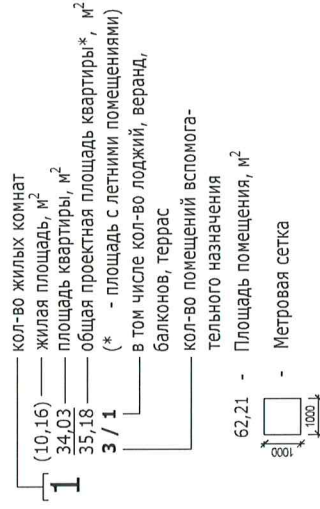 кол-во жилых комнат
(10,16) жилая площадь, м²
1 34,03 площадь квартиры, м²
35,18 общая проектная площадь квартиры*, м²
(* - площадь с летними помещениями)
3 / 1 в том числе кол-во лоджий, веранд,
балконов, террас
кол-во помещений вспомога-
тельного назначения
62,21 - Площадь помещения, м²
1000 1000 - Метровая сетка